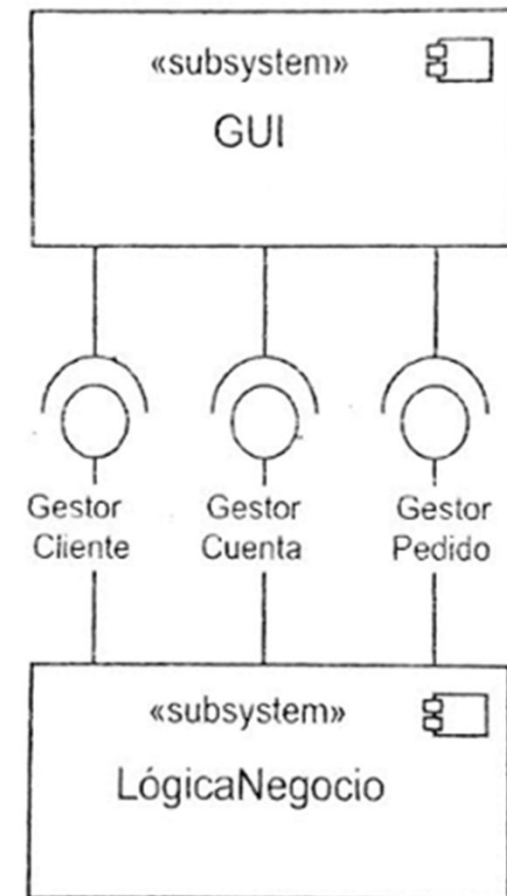 «subsystem»
GUI
Gestor Gestor Gestor
Cliente Cuenta Pedido
«subsystem»
LógicaNegocio